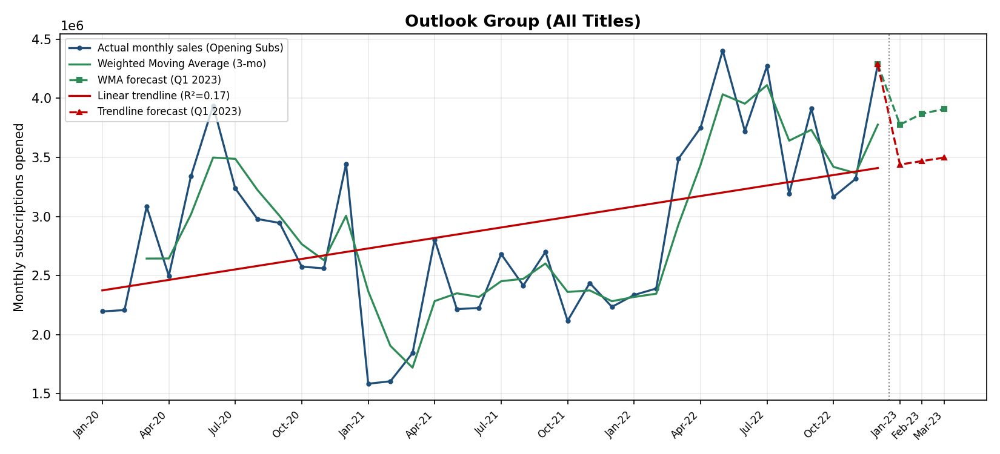 Outlook Group (All Titles)
1e6
4.5
4.0
3.5
3.0
2.5
2.0
1.5
Monthly subscriptions opened
Actual monthly sales (Opening Subs)
Weighted Moving Average (3-mo)
WMA forecast (Q1 2023)
Linear trendline (R²=0.17)
Trendline forecast (Q1 2023)
Jan-20
Apr-20
Jul-20
Oct-20
Jan-21
Apr-21
Jul-21
Oct-21
Jan-22
Apr-22
Jul-22
Oct-22
Jan-23
Feb-23
Mar-23